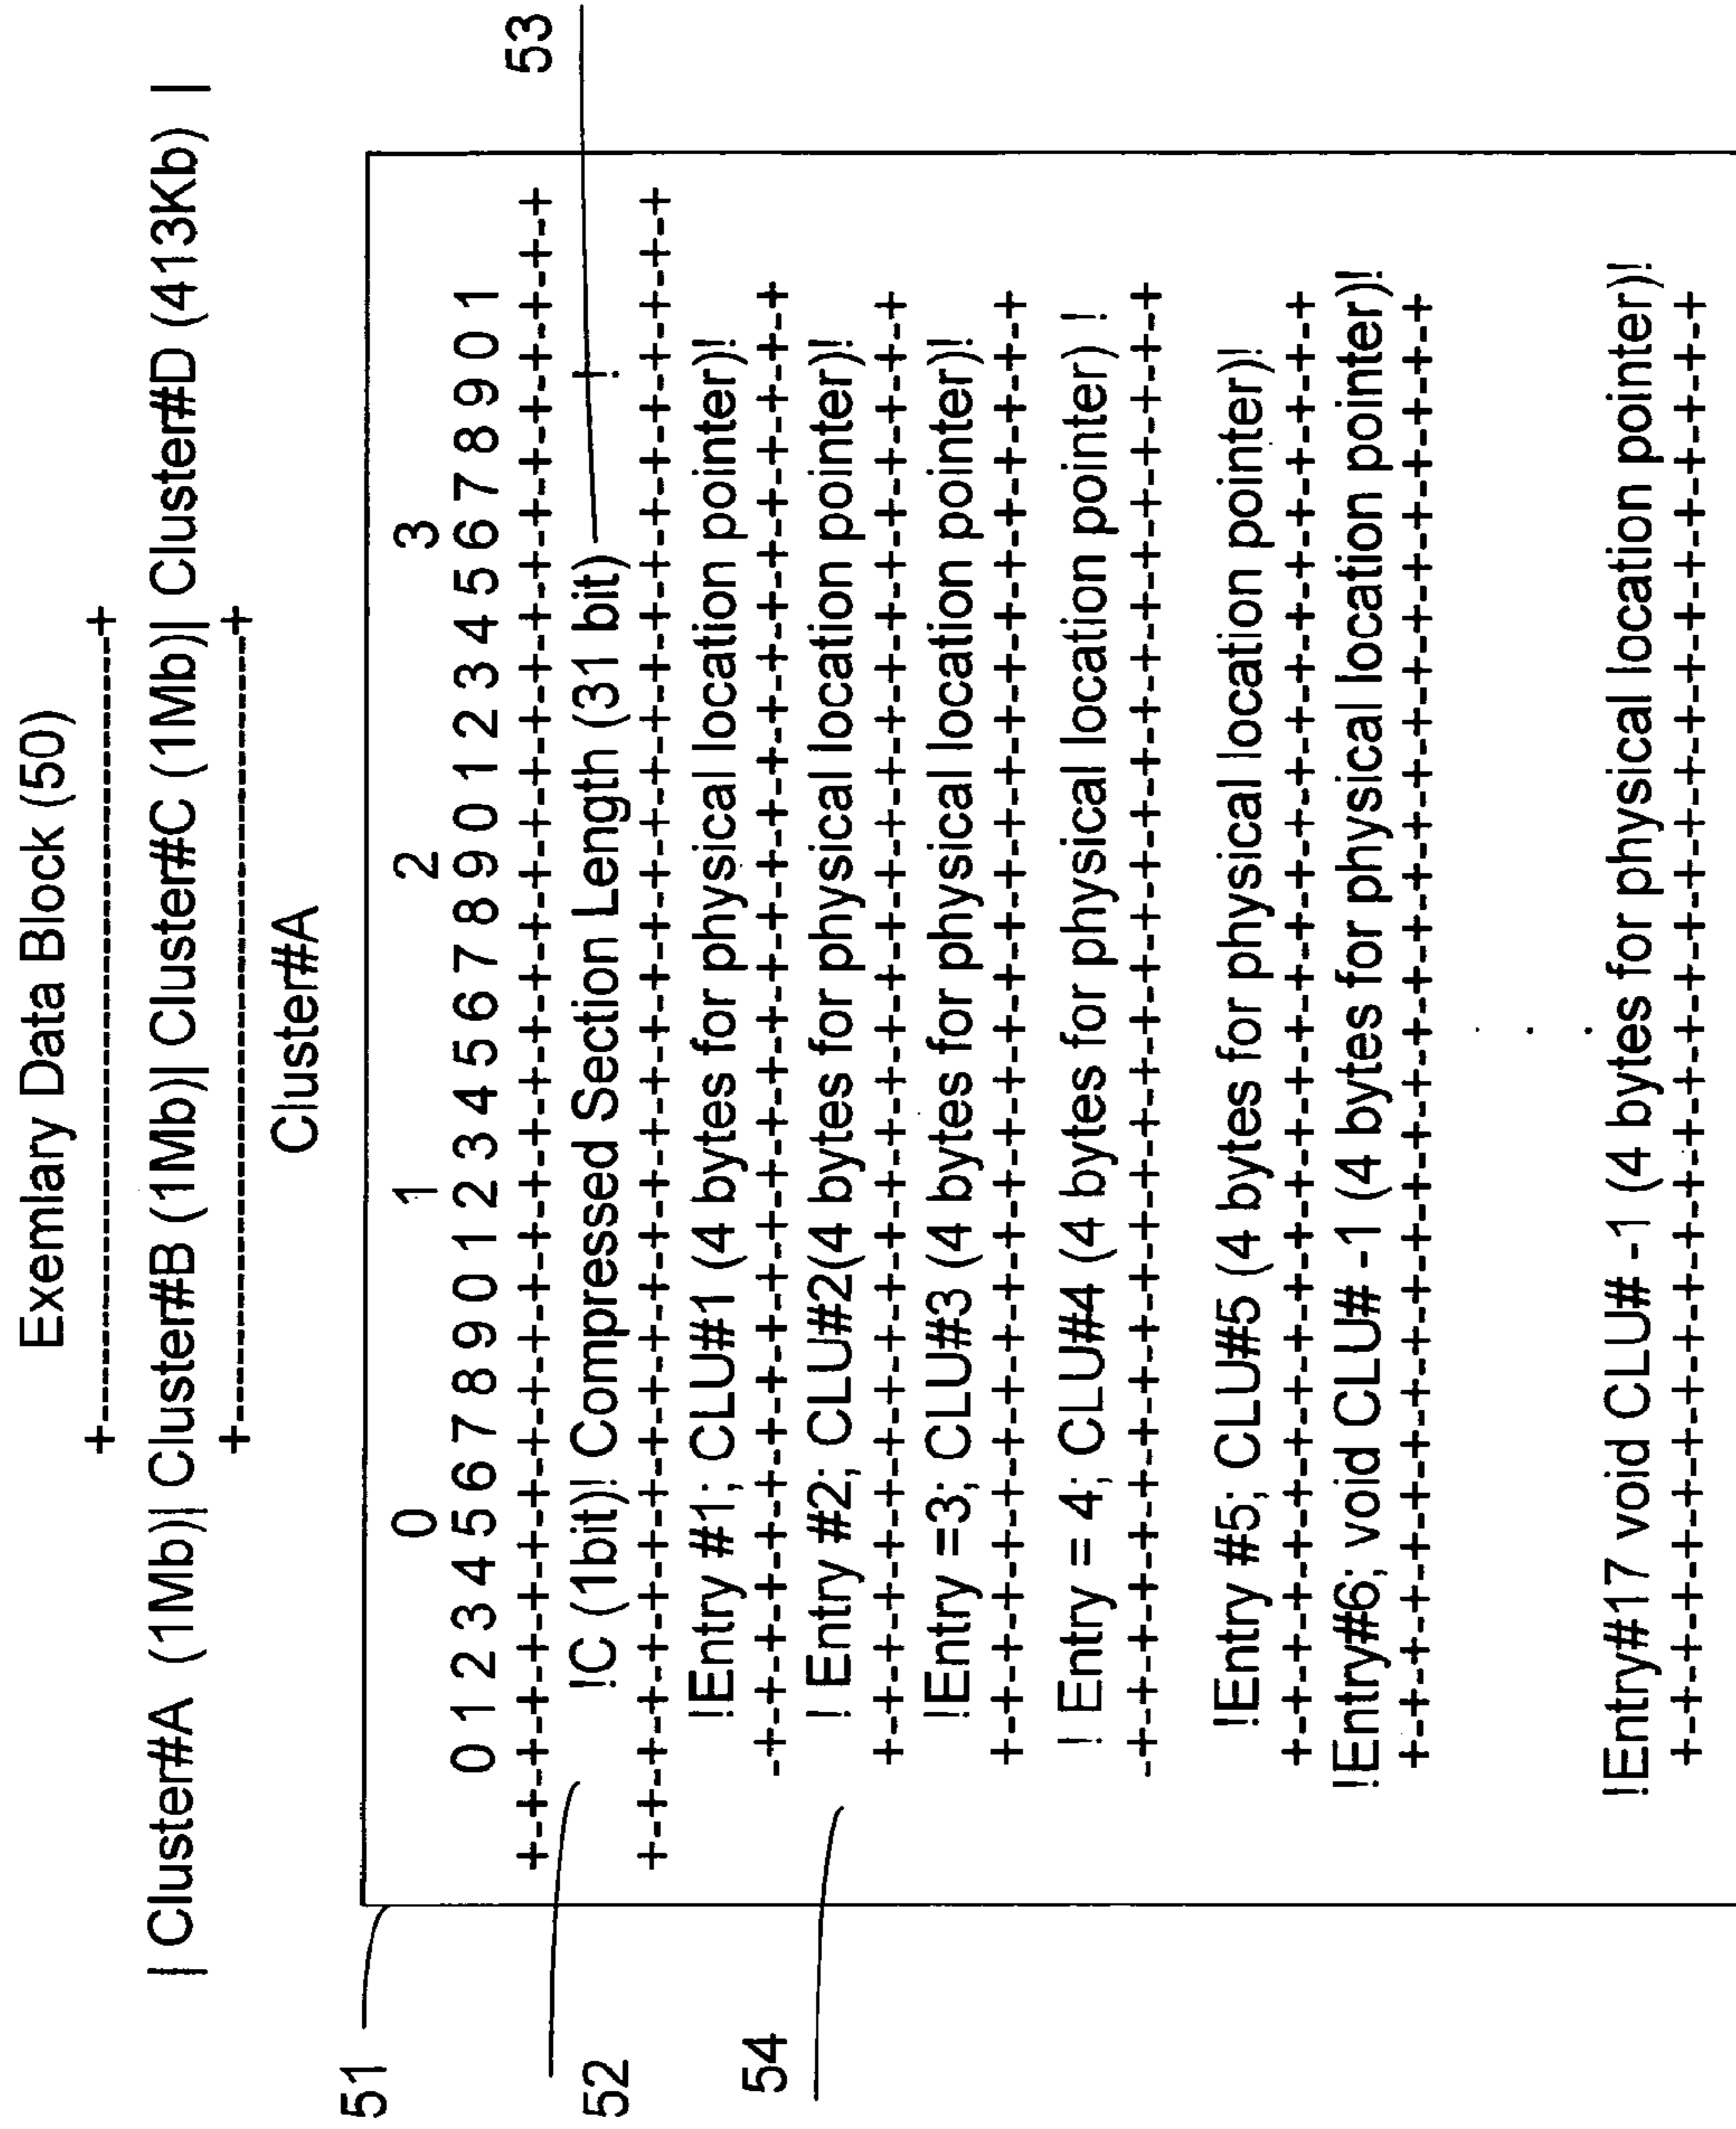 Exemlary Data Block (50)
+----------------------------------------+
| Cluster#A (1Mb)| Cluster#B (1Mb)| Cluster#C (1Mb)| Cluster#D (413Kb) |
+----------------------------------------+
Cluster#A
51
0 1 2 3
0 1 2 3 4 5 6 7 8 9 0 1 2 3 4 5 6 7 8 9 0 1 2 3 4 5 6 7 8 9 0 1
+-+-+-+-+-+-+-+-+-+-+-+-+-+-+-+-+-+-+-+-+-+-+-+-+-+-+-+-+-+-+-+-+
52 !C (1bit)! Compressed Section Length (31 bit) ! 53
+-+-+-+-+-+-+-+-+-+-+-+-+-+-+-+-+-+-+-+-+-+-+-+-+-+-+-+-+-+-+-+-+
!Entry #1; CLU#1 (4 bytes for physical location pointer)!
-+-+-+-+-+-+-+-+-+-+-+-+-+-+-+-+-+-+-+-+-+-+-+-+-+-+-+-+
54 ! Entry #2; CLU#2(4 bytes for physical location pointer)!
+-+-+-+-+-+-+-+-+-+-+-+-+-+-+-+-+-+-+-+-+-+-+-+-+-+-+-+-+
!Entry =3; CLU#3 (4 bytes for physical location pointer)!
+-+-+-+-+-+-+-+-+-+-+-+-+-+-+-+-+-+-+-+-+-+-+-+-+-+-+-+-+
! Entry = 4; CLU#4 (4 bytes for physical location pointer) !
-+-+-+-+-+-+-+-+-+-+-+-+-+-+-+-+-+-+-+-+-+-+-+-+-+-+-+-+
!Entry #5; CLU#5 (4 bytes for physical location pointer)!
+-+-+-+-+-+-+-+-+-+-+-+-+-+-+-+-+-+-+-+-+-+-+-+-+-+-+-+-+
!Entry#6; void CLU# -1 (4 bytes for physical location pointer)!
+-+-+-+-+-+-+-+-+-+-+-+-+-+-+-+-+-+-+-+-+-+-+-+-+-+-+-+-+
.
.
.
!Entry#17 void CLU# -1 (4 bytes for physical location pointer)!
+-+-+-+-+-+-+-+-+-+-+-+-+-+-+-+-+-+-+-+-+-+-+-+-+-+-+-+-+